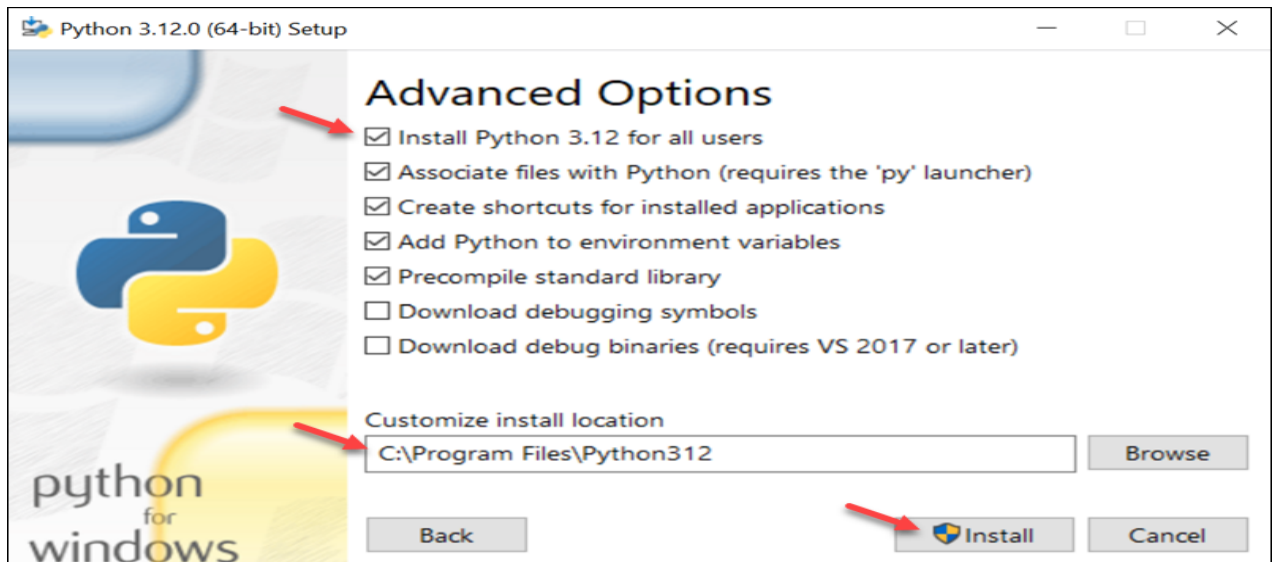 Python 3.12.0 (64-bit) Setup
Advanced Options
Install Python 3.12 for all users
Associate files with Python (requires the 'py' launcher)
Create shortcuts for installed applications
Add Python to environment variables
Precompile standard library
Download debugging symbols
Download debug binaries (requires VS 2017 or later)
Customize install location
C:\Program Files\Python312
Browse
python
for
windows
Back
Install
Cancel